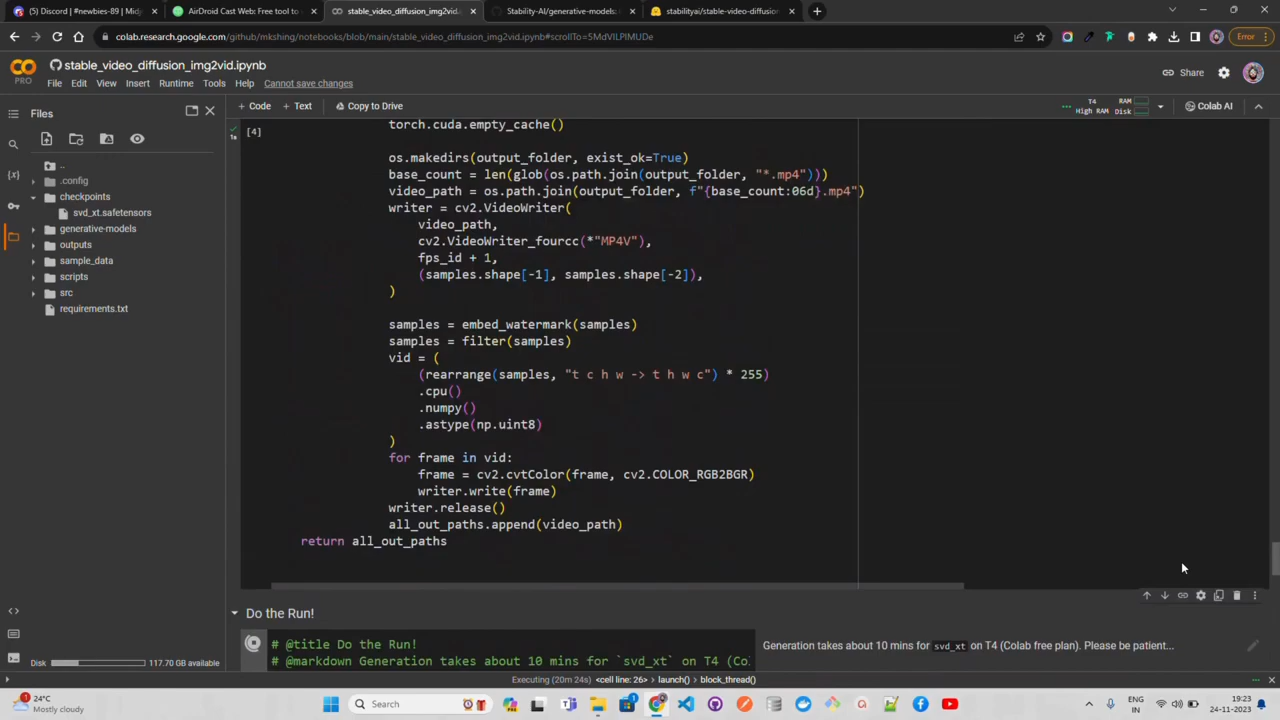 (5) Discord | #newbies-89 | Midj
AirDroid Cast Web: Free tool to
stable_video_diffusion_img2vid.
Stability-AI/generative-models:
stabilityai/stable-video-diffusion
colab.research.google.com/github/mkshing/notebooks/blob/main/stable_video_diffusion_img2vid.ipynb#scrollTo=5MdVILPIMUDe
Error
PRO
stable_video_diffusion_img2vid.ipynb
File Edit View Insert Runtime Tools Help Cannot save changes
Share
Files
+ Code + Text Copy to Drive
T4 RAM
High RAM Disk
Colab AI
..
.config
checkpoints
svd_xt.safetensors
generative-models
outputs
sample_data
scripts
src
requirements.txt
1s
[4]
torch.cuda.empty_cache()
os.makedirs(output_folder, exist_ok=True)
base_count = len(glob(os.path.join(output_folder, "*.mp4")))
video_path = os.path.join(output_folder, f"{base_count:06d}.mp4")
writer = cv2.VideoWriter(
video_path,
cv2.VideoWriter_fourcc(*"MP4V"),
fps_id + 1,
(samples.shape[-1], samples.shape[-2]),
)
samples = embed_watermark(samples)
samples = filter(samples)
vid = (
(rearrange(samples, "t c h w -> t h w c") * 255)
.cpu()
.numpy()
.astype(np.uint8)
)
for frame in vid:
frame = cv2.cvtColor(frame, cv2.COLOR_RGB2BGR)
writer.write(frame)
writer.release()
all_out_paths.append(video_path)
return all_out_paths
Do the Run!
# @title Do the Run!
# @markdown Generation takes about 10 mins for `svd_xt` on T4 (Co
Generation takes about 10 mins for svd_xt on T4 (Colab free plan). Please be patient...
Disk 117.70 GB available
Executing (20m 24s) <cell line: 26> launch() block_thread()
24°C
Mostly cloudy
Search
ENG
IN
19:23
24-11-2023